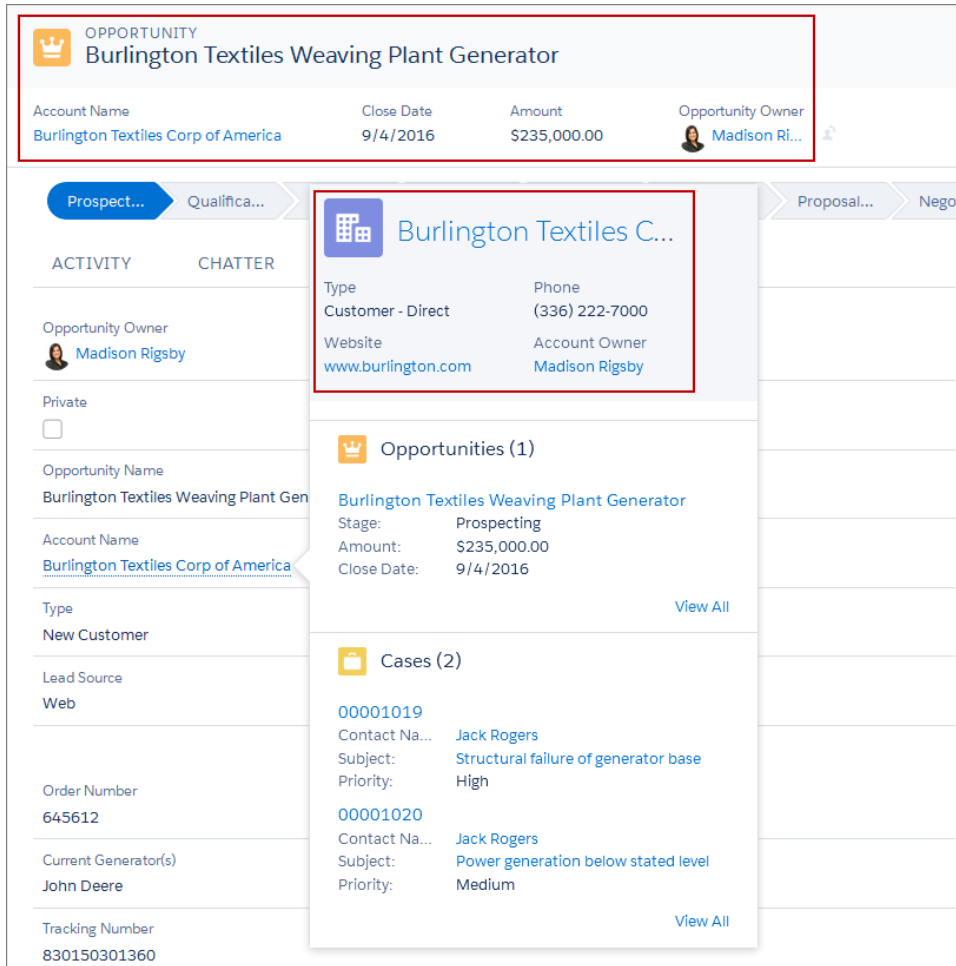 OPPORTUNITY
Burlington Textiles Weaving Plant Generator
Account Name Close Date Amount Opportunity Owner
Burlington Textiles Corp of America 9/4/2016 $235,000.00 Madison Ri...
Prospect... Qualifica... Proposal... Nego
ACTIVITY CHATTER
Opportunity Owner
Madison Rigsby
Private
Opportunity Name
Burlington Textiles Weaving Plant Gen
Account Name
Burlington Textiles Corp of America
Type
New Customer
Lead Source
Web
Order Number
645612
Current Generator(s)
John Deere
Tracking Number
830150301360
Burlington Textiles C...
Type Phone
Customer - Direct (336) 222-7000
Website Account Owner
www.burlington.com Madison Rigsby
Opportunities (1)
Burlington Textiles Weaving Plant Generator
Stage: Prospecting
Amount: $235,000.00
Close Date: 9/4/2016
View All
Cases (2)
00001019
Contact Na... Jack Rogers
Subject: Structural failure of generator base
Priority: High
00001020
Contact Na... Jack Rogers
Subject: Power generation below stated level
Priority: Medium
View All